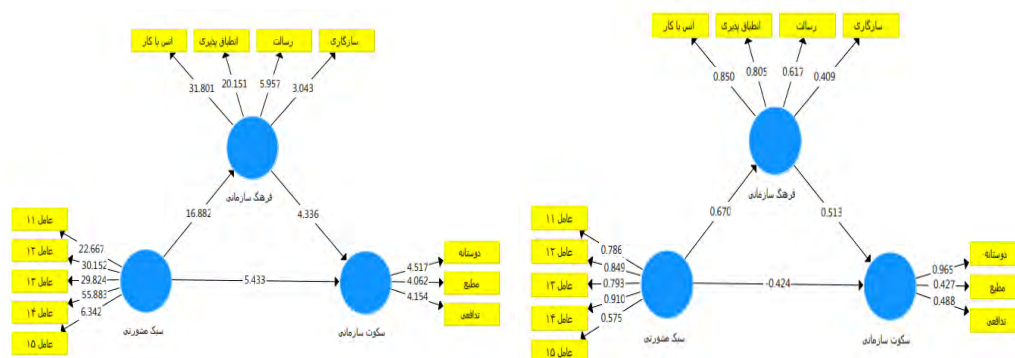 انس با کار
انطباق پذیری
رسالت
سازگاری
31.801
20.151
5.957
3.043
فرهنگ سازمانی
16.882
4.336
عامل ۱۱
عامل ۱۲
عامل ۱۳
عامل ۱۴
عامل ۱۵
22.667
30.152
29.824
55.883
6.342
5.433
سبک مشورتی
سکوت سازمانی
4.517
4.062
4.154
دوستانه
مطیع
تدافعی
انس با کار
انطباق پذیری
رسالت
سازگاری
0.850
0.805
0.617
0.409
فرهنگ سازمانی
0.670
0.513
عامل ۱۱
عامل ۱۲
عامل ۱۳
عامل ۱۴
عامل ۱۵
0.786
0.849
0.793
0.910
0.575
-0.424
سبک مشورتی
سکوت سازمانی
0.965
0.427
0.488
دوستانه
مطیع
تدافعی